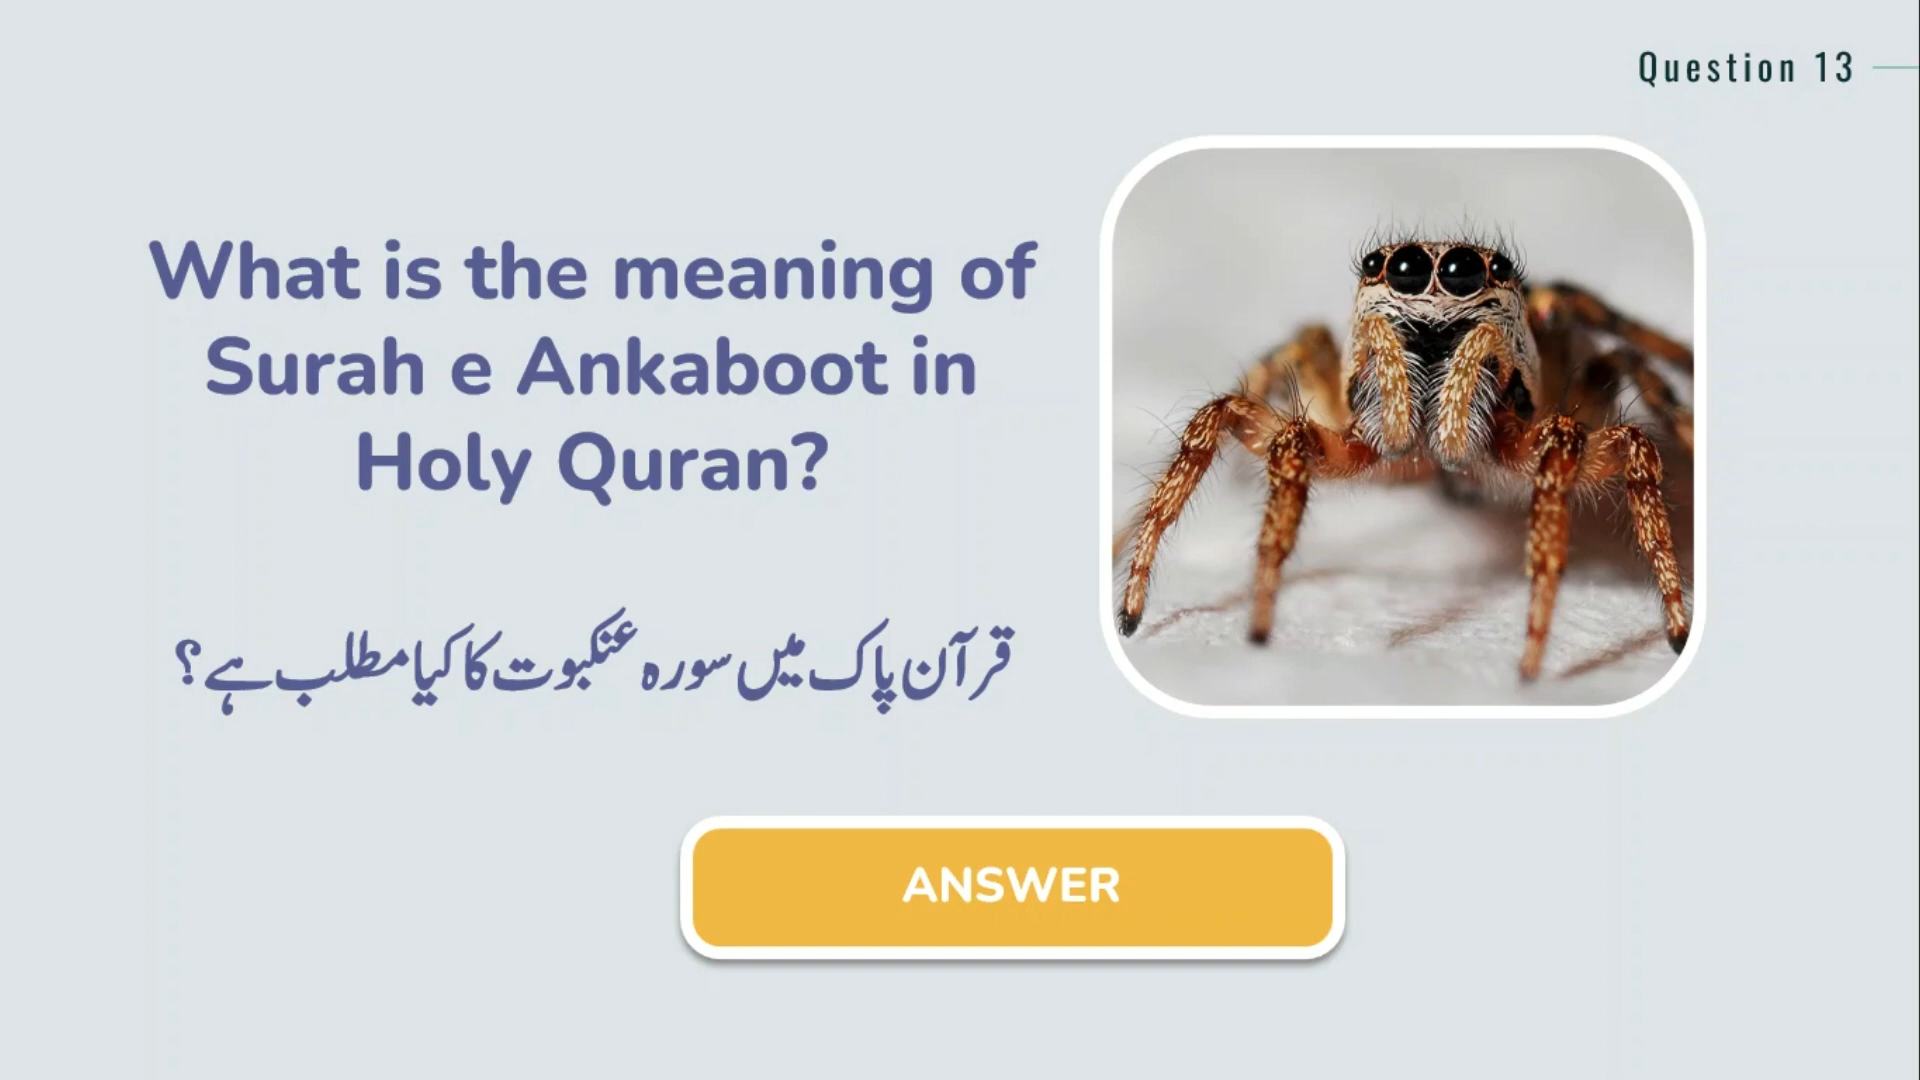 Question 13
What is the meaning of
Surah e Ankaboot in
Holy Quran?
قرآن پاک میں سورہ عنکبوت کا کیا مطلب ہے؟
ANSWER